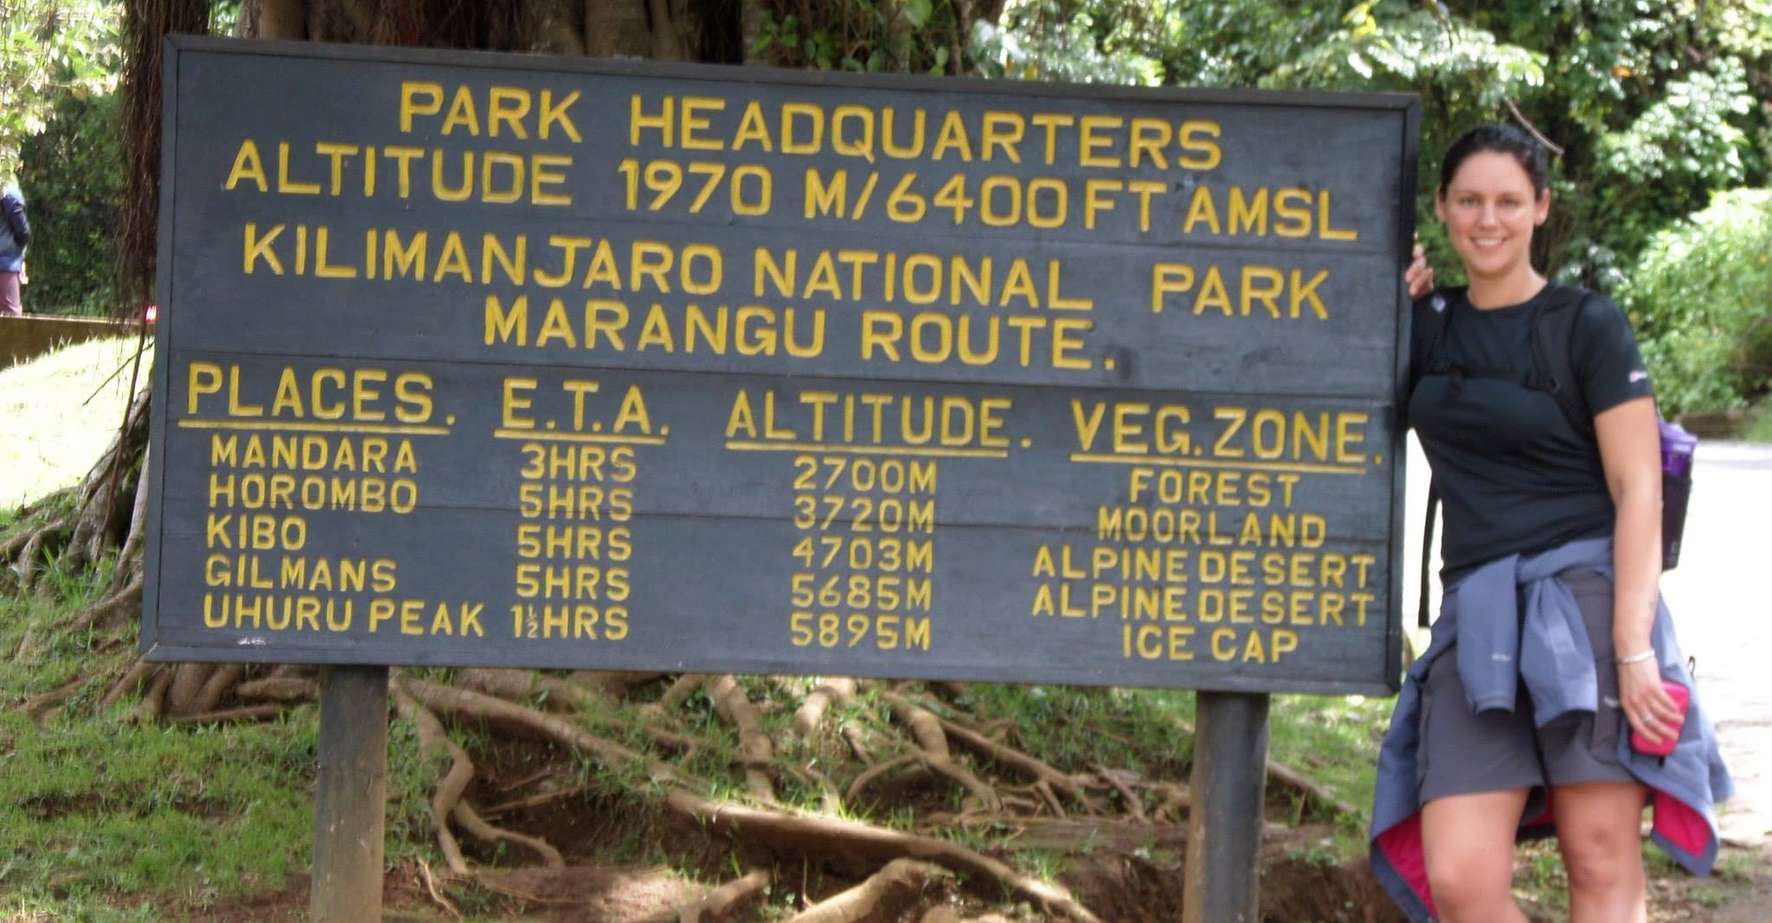 PARK HEADQUARTERS
ALTITUDE 1970 M/6400 FT AMSL
KILIMANJARO NATIONAL PARK
MARANGU ROUTE.
PLACES. E.T.A. ALTITUDE. VEG. ZONE.
MANDARA 3HRS 2700M FOREST
HOROMBO 5HRS 3720M MOORLAND
KIBO 5HRS 4703M ALPINE DESERT
GILMANS 5HRS 5685M ALPINE DESERT
UHURU PEAK 1½HRS 5895M ICE CAP